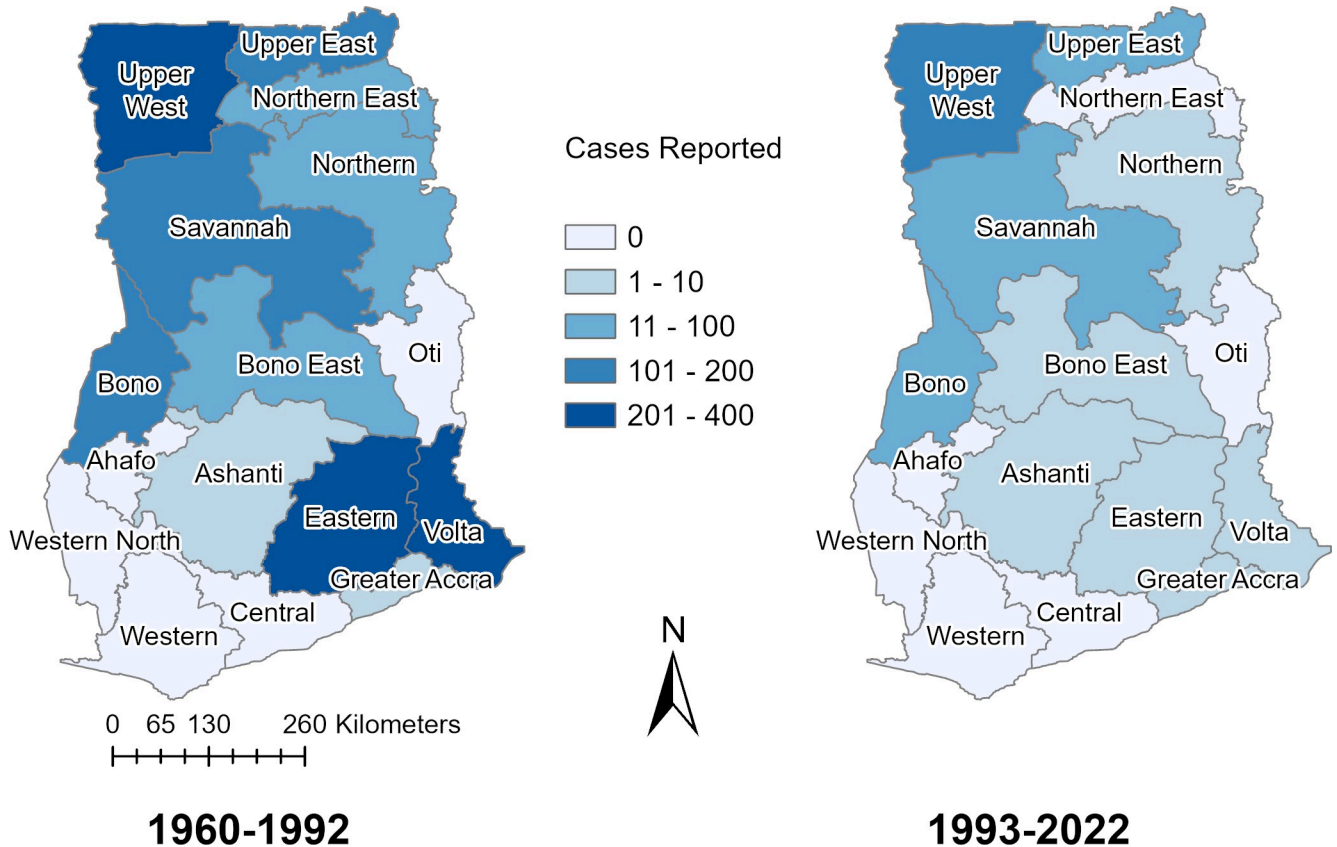 Upper East
Upper
West
Northern East
Northern
Savannah
Bono East
Oti
Bono
Ahafo
Ashanti
Eastern
Volta
Western North
Greater Accra
Central
Western
0 65 130 260 Kilometers
1960-1992
Cases Reported
0
1 - 10
11 - 100
101 - 200
201 - 400
N
Upper East
Upper
West
Northern East
Northern
Savannah
Bono East
Oti
Bono
Ahafo
Ashanti
Eastern
Volta
Western North
Greater Accra
Central
Western
1993-2022